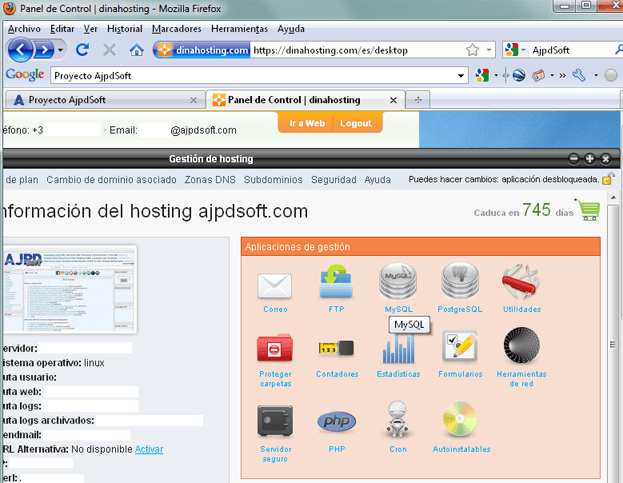 Panel de Control | dinahosting - Mozilla Firefox
Archivo Editar Ver Historial Marcadores Herramientas Ayuda
dinahosting.com https://dinahosting.com/es/desktop AjpdSoft
Google Proyecto AjpdSoft
Proyecto AjpdSoft Panel de Control | dinahosting
éfono: +3 · Email: @ajpdsoft.com Ir a Web Logout
Gestión de hosting
de plan Cambio de dominio asociado Zonas DNS Subdominios Seguridad Ayuda Puedes hacer cambios: aplicación desbloqueada.
nformación del hosting ajpdsoft.com Caduca en 745 días
Aplicaciones de gestión
AJPD Soft
MySQL
Correo FTP MySQL PostgreSQL Utilidades
MySQL
ervidor:
istema operativo: linux
uta usuario:
uta web:
uta logs:
uta logs archivados:
endmail:
RL Alternativa: No disponible Activar
P:
erl: .
Proteger carpetas Contadores Estadísticas Formularios Herramientas de red
php
Servidor seguro PHP Cron Autoinstalables